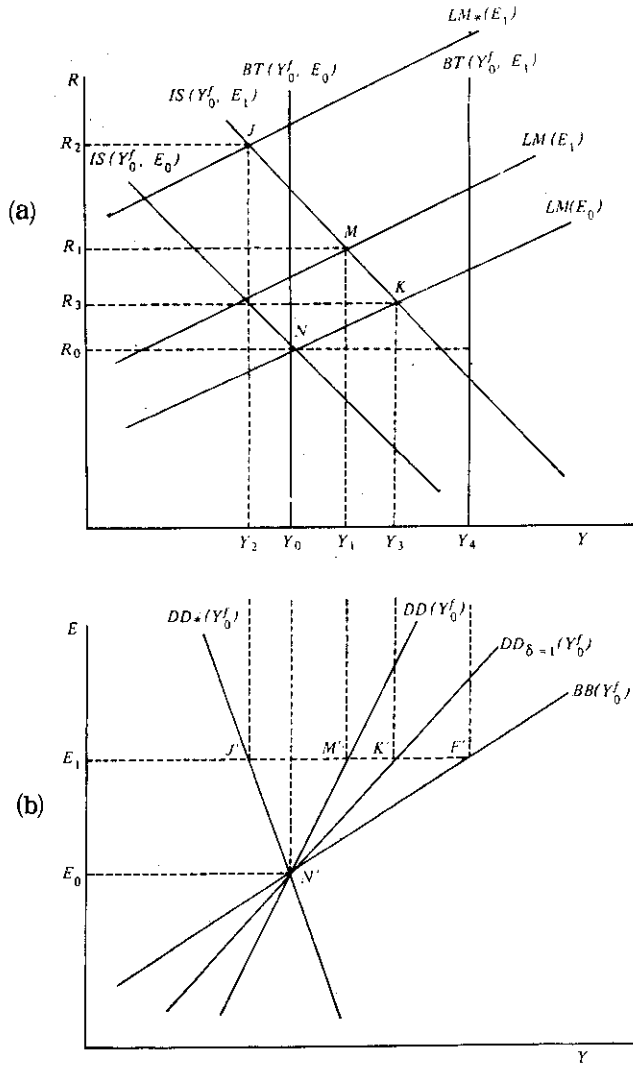 LM*(E₁)
R
BT(Y₀ᶠ, E₀)
BT(Y₀ᶠ, E₁)
IS(Y₀ᶠ, E₁)
J
R₂
IS(Y₀ᶠ, E₀)
LM(E₁)
(a)
LM(E₀)
M
R₁
K
R₃
N
R₀
Y₂ Y₀ Y₁ Y₃ Y₄ Y
E
DD*(Y₀ᶠ)
DD(Y₀ᶠ)
DD_δ=1(Y₀ᶠ)
BB(Y₀ᶠ)
E₁
J′ M′ K′ F′
(b)
E₀
N′
Y